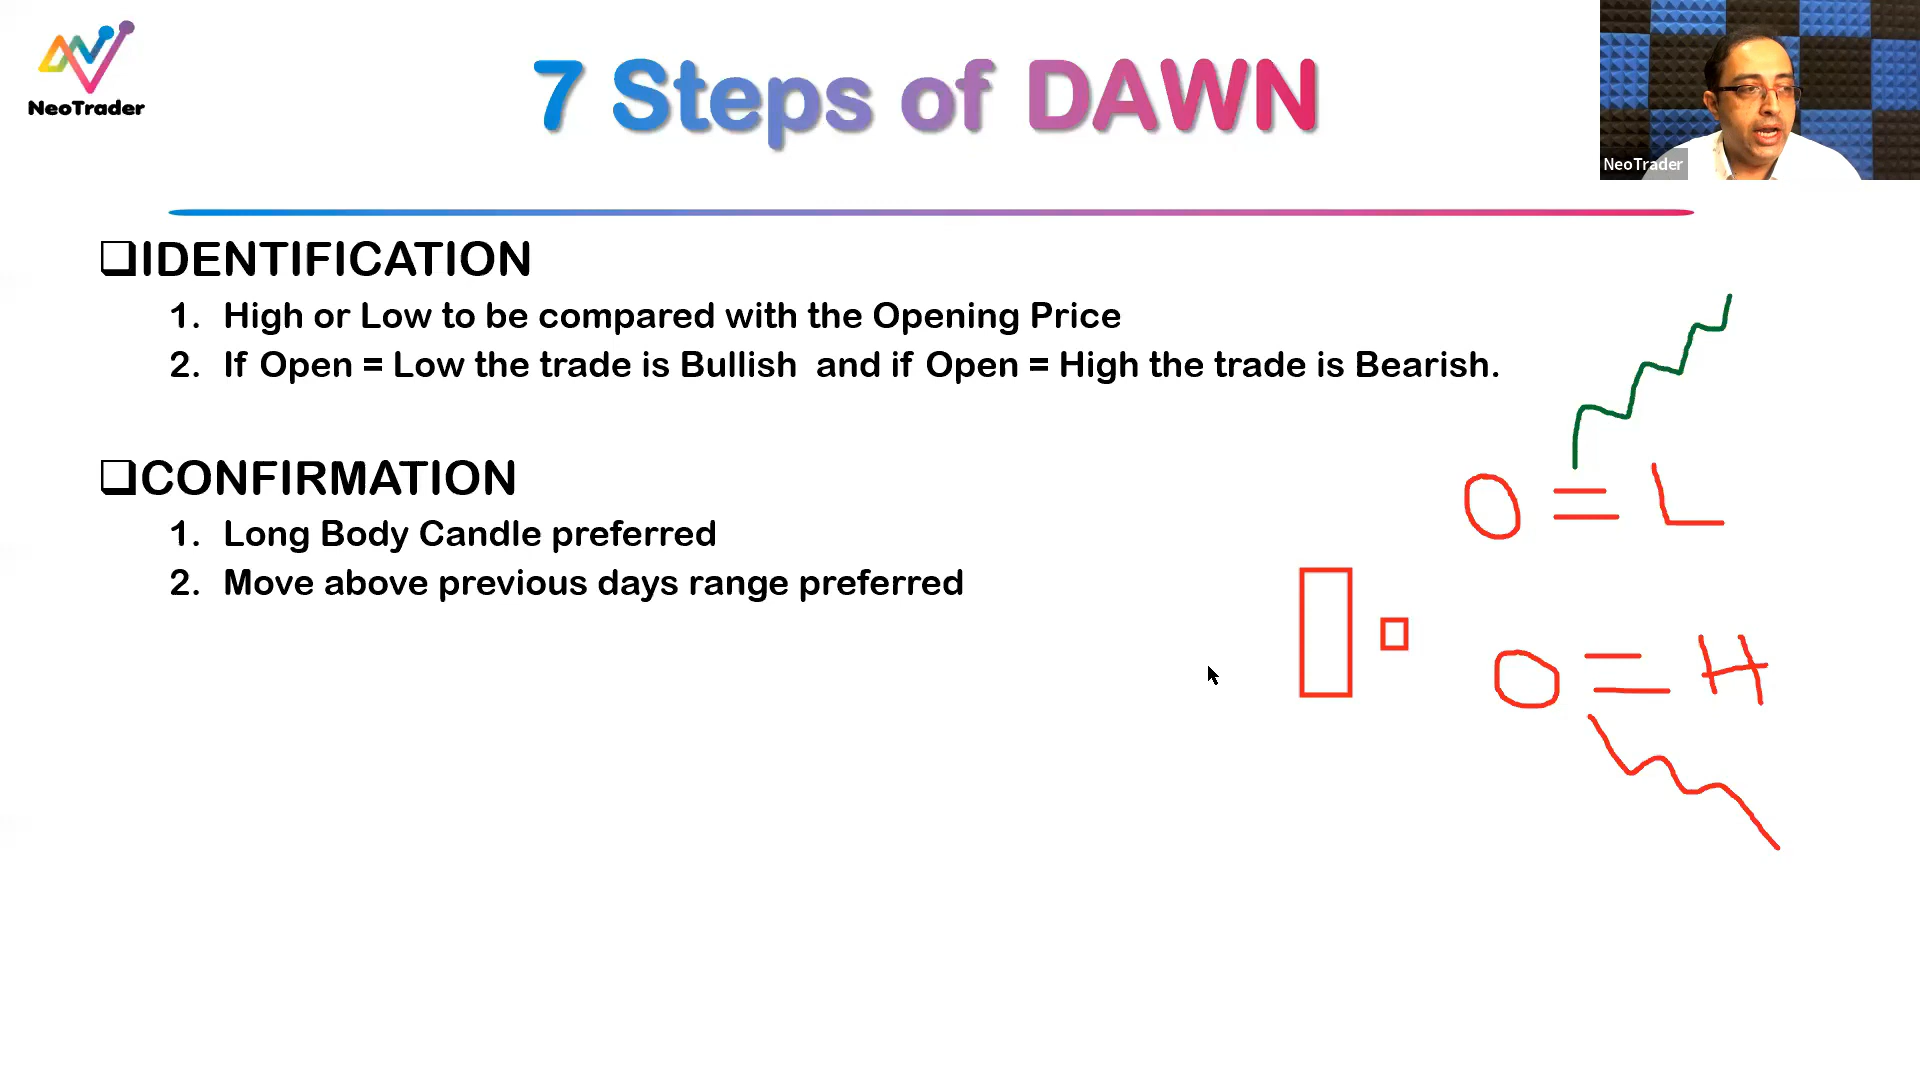 NeoTrader
7 Steps of DAWN
NeoTrader
❑IDENTIFICATION
1. High or Low to be compared with the Opening Price
2. If Open = Low the trade is Bullish and if Open = High the trade is Bearish.
❑CONFIRMATION
1. Long Body Candle preferred
2. Move above previous days range preferred
O = L
O = H